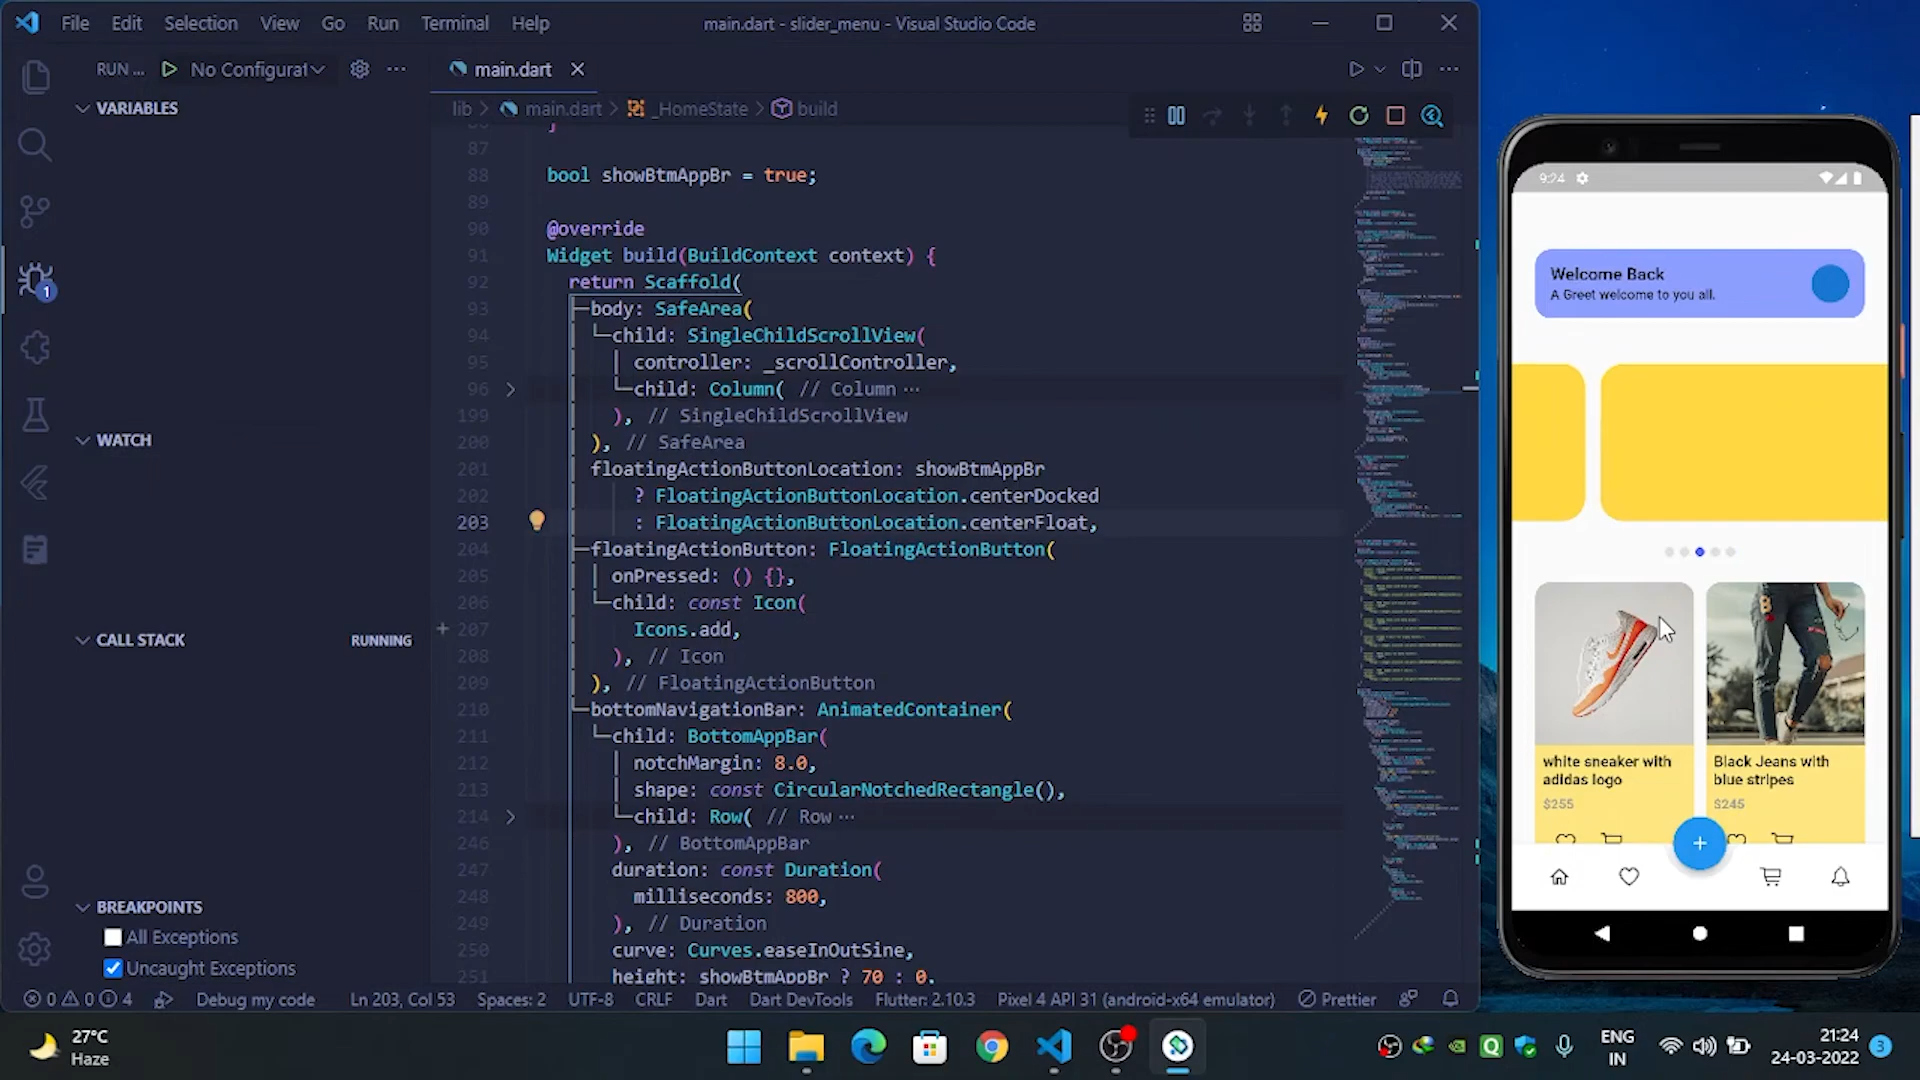 File Edit Selection View Go Run Terminal Help
main.dart - slider_menu - Visual Studio Code
RUN ... No Configurat
main.dart
VARIABLES
lib > main.dart > _HomeState > build
87
88 bool showBtmAppBr = true;
89
90 @override
91 Widget build(BuildContext context) {
92 return Scaffold(
93 body: SafeArea(
94 child: SingleChildScrollView(
95 controller: _scrollController,
96 child: Column( // Column ...
199 ), // SingleChildScrollView
200 ), // SafeArea
201 floatingActionButtonLocation: showBtmAppBr
202 ? FloatingActionButtonLocation.centerDocked
203 : FloatingActionButtonLocation.centerFloat,
204 floatingActionButton: FloatingActionButton(
205 onPressed: () {},
206 child: const Icon(
207 Icons.add,
208 ), // Icon
209 ), // FloatingActionButton
210 bottomNavigationBar: AnimatedContainer(
211 child: BottomAppBar(
212 notchMargin: 8.0,
213 shape: const CircularNotchedRectangle(),
214 child: Row( // Row ...
246 ), // BottomAppBar
247 duration: const Duration(
248 milliseconds: 800,
249 ), // Duration
250 curve: Curves.easeInOutSine,
251 height: showBtmAppBr ? 70 : 0,
WATCH
CALL STACK RUNNING
BREAKPOINTS
All Exceptions
Uncaught Exceptions
1
0 0 4 Debug my code Ln 203, Col 53 Spaces: 2 UTF-8 CRLF Dart Dart DevTools Flutter: 2.10.3 Pixel 4 API 31 (android-x64 emulator) Prettier
9:24
Welcome Back
A Greet welcome to you all.
white sneaker with
adidas logo
$255
Black Jeans with
blue stripes
$245
27°C
Haze
ENG
IN
21:24
24-03-2022
3